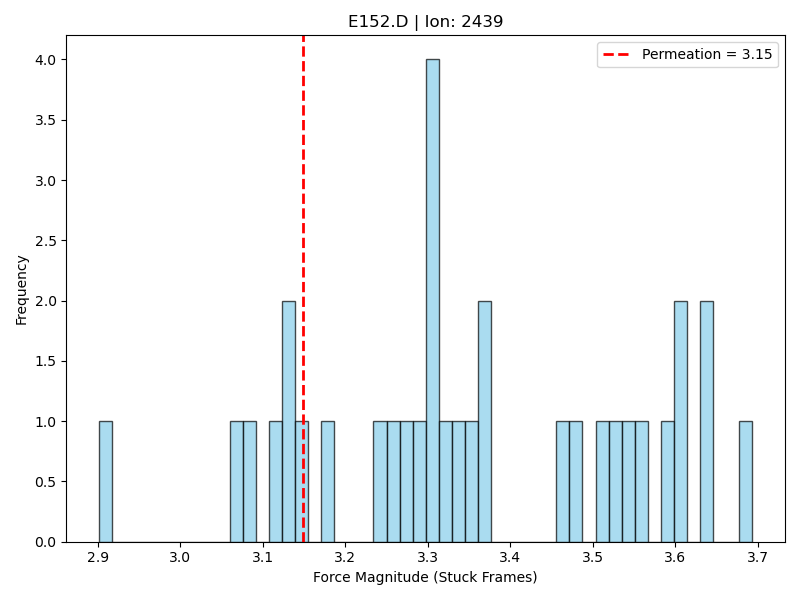 E152.D | Ion: 2439
Permeation = 3.15
Frequency
4.0
3.5
3.0
2.5
2.0
1.5
1.0
0.5
0.0
2.9 3.0 3.1 3.2 3.3 3.4 3.5 3.6 3.7
Force Magnitude (Stuck Frames)